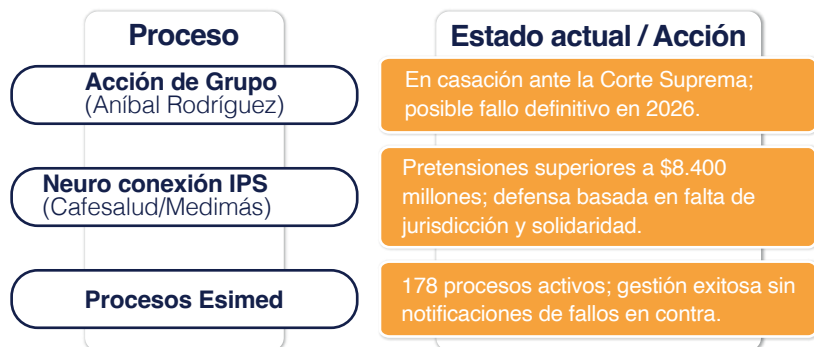 Proceso
Estado actual / Acción
Acción de Grupo
(Aníbal Rodríguez)
En casación ante la Corte Suprema;
posible fallo definitivo en 2026.
Neuro conexión IPS
(Cafesalud/Medimás)
Pretensiones superiores a $8.400
millones; defensa basada en falta de
jurisdicción y solidaridad.
Procesos Esimed
178 procesos activos; gestión exitosa sin
notificaciones de fallos en contra.